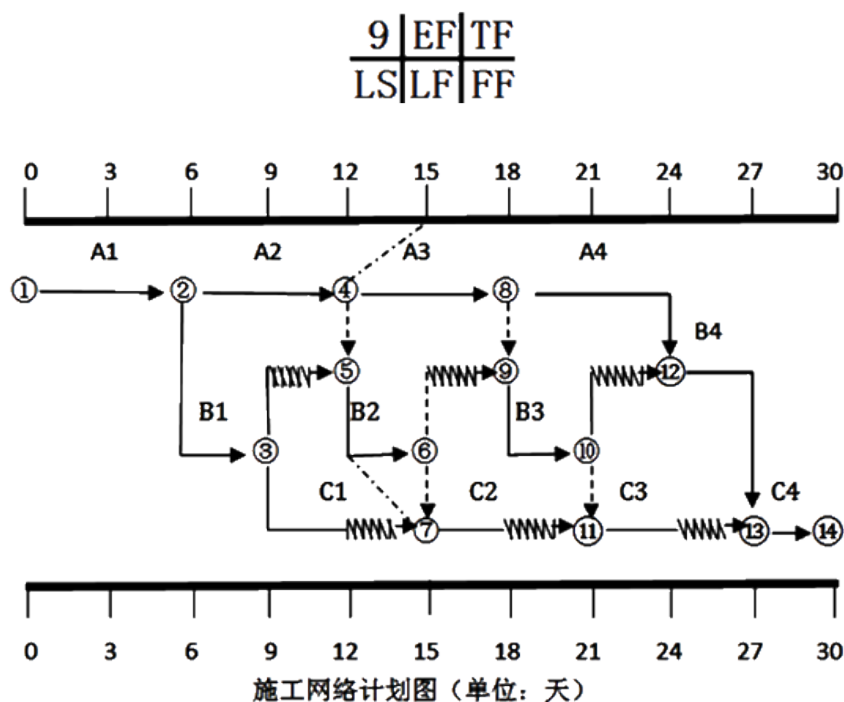 9 EF TF
LS LF FF
0 3 6 9 12 15 18 21 24 27 30
A1 A2 A3 A4
① ② ④ ⑧
B4
⑤ ⑨ ⑫
B1 B2 B3
③ ⑥ ⑩
C1 C2 C3 C4
⑦ ⑪ ⑬ ⑭
0 3 6 9 12 15 18 21 24 27 30
施工网络计划图（单位：天）